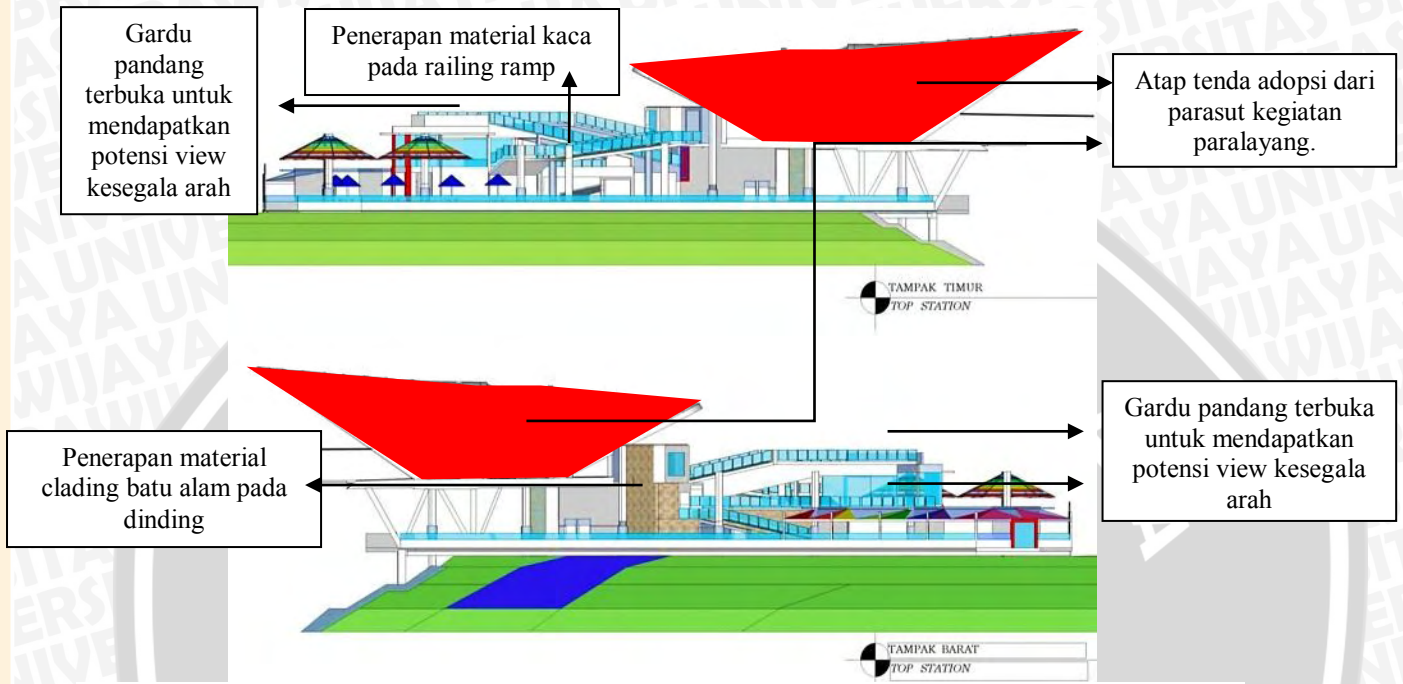 Gardu
pandang
terbuka untuk
mendapatkan
potensi view
kesegala arah
Penerapan material kaca
pada railing ramp
Atap tenda adopsi dari
parasut kegiatan
paralayang.
TAMPAK TIMUR
TOP STATION
Penerapan material
clading batu alam pada
dinding
Gardu pandang terbuka
untuk mendapatkan
potensi view kesegala
arah
TAMPAK BARAT
TOP STATION